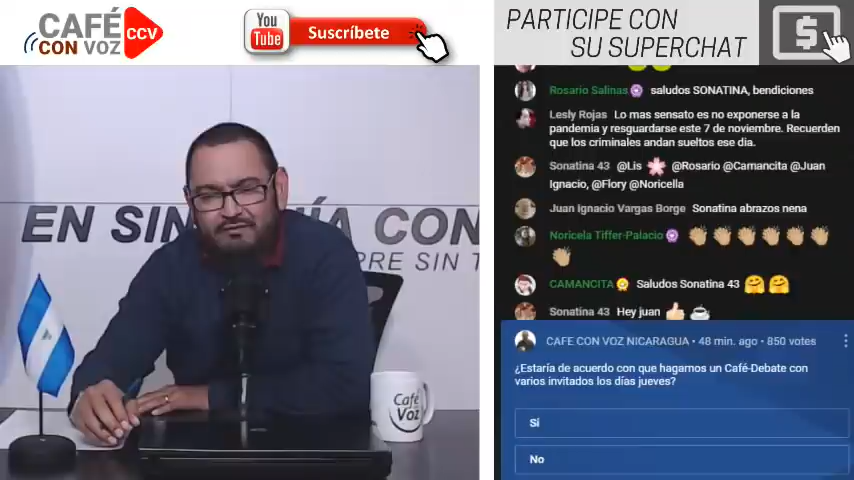 CAFÉ
CON VOZ
CCV
You
Tube
Suscríbete
PARTICIPE CON
SU SUPERCHAT
$
EN SIN
ÍA CON
PRE SIN T
Café
Voz
Rosario Salinas saludos SONATINA, bendiciones
Lesly Rojas Lo mas sensato es no exponerse a la
pandemia y resguardarse este 7 de noviembre. Recuerden
que los criminales andan sueltos ese dia.
Sonatina 43 @Lis 🌸 @Rosario @Camancita @Juan
Ignacio, @Flory @Noricella
Juan Ignacio Vargas Borge Sonatina abrazos nena
Noricela Tiffer-Palacio 👏🏼👏🏼👏🏼👏🏼👏🏼👏🏼
👏🏼
CAMANCITA Saludos Sonatina 43 🤗🤗
Sonatina 43 Hey juan 👍🏻☕
CAFE CON VOZ NICARAGUA • 48 min. ago • 850 votes
¿Estaría de acuerdo con que hagamos un Café-Debate con
varios invitados los días jueves?
Sí
No